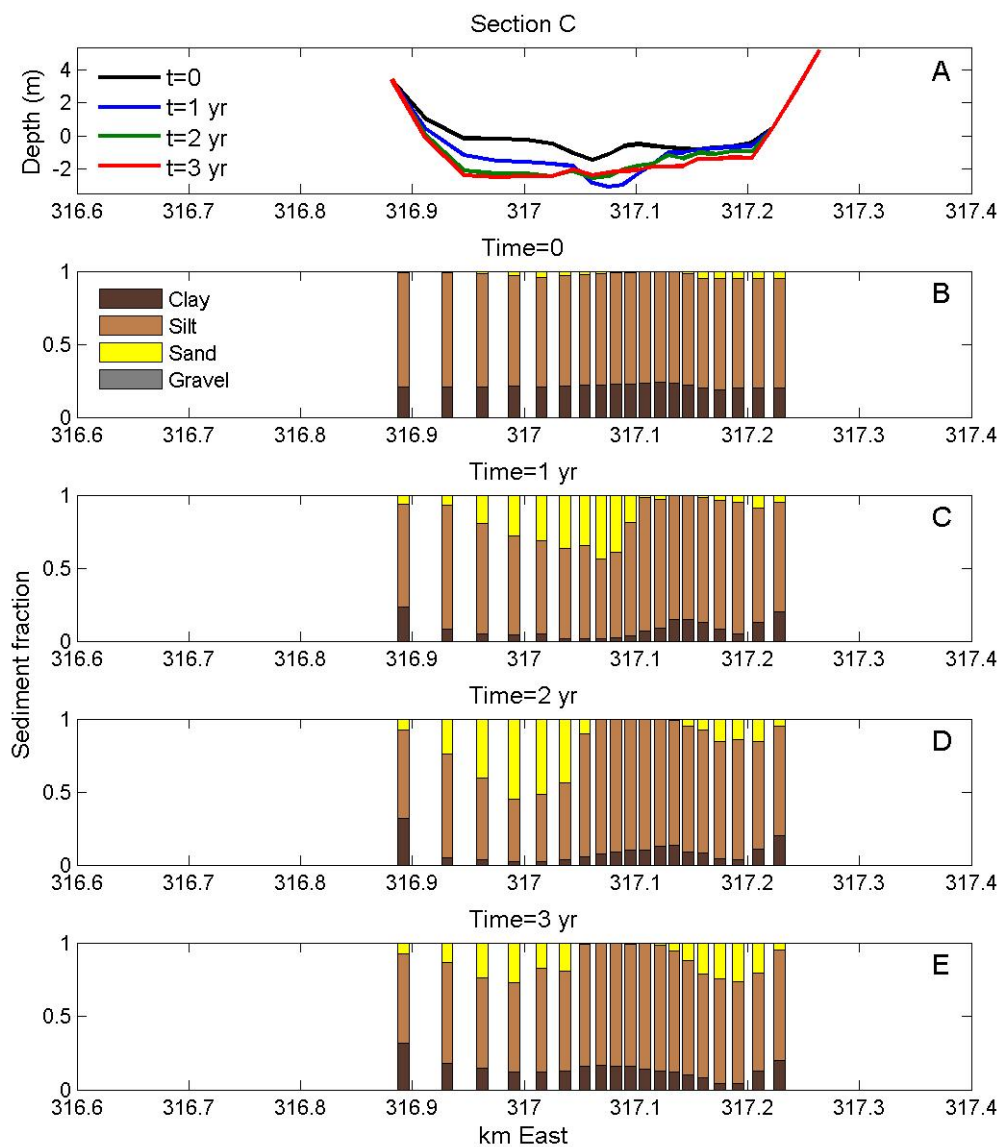 Section C
Depth (m)
4
2
0
-2
t=0
t=1 yr
t=2 yr
t=3 yr
A
316.6 316.7 316.8 316.9 317 317.1 317.2 317.3 317.4
Time=0
1
0.5
0
Clay
Silt
Sand
Gravel
B
316.6 316.7 316.8 316.9 317 317.1 317.2 317.3 317.4
Time=1 yr
1
0.5
0
C
316.6 316.7 316.8 316.9 317 317.1 317.2 317.3 317.4
Sediment fraction
Time=2 yr
1
0.5
0
D
316.6 316.7 316.8 316.9 317 317.1 317.2 317.3 317.4
Time=3 yr
1
0.5
0
E
316.6 316.7 316.8 316.9 317 317.1 317.2 317.3 317.4
km East